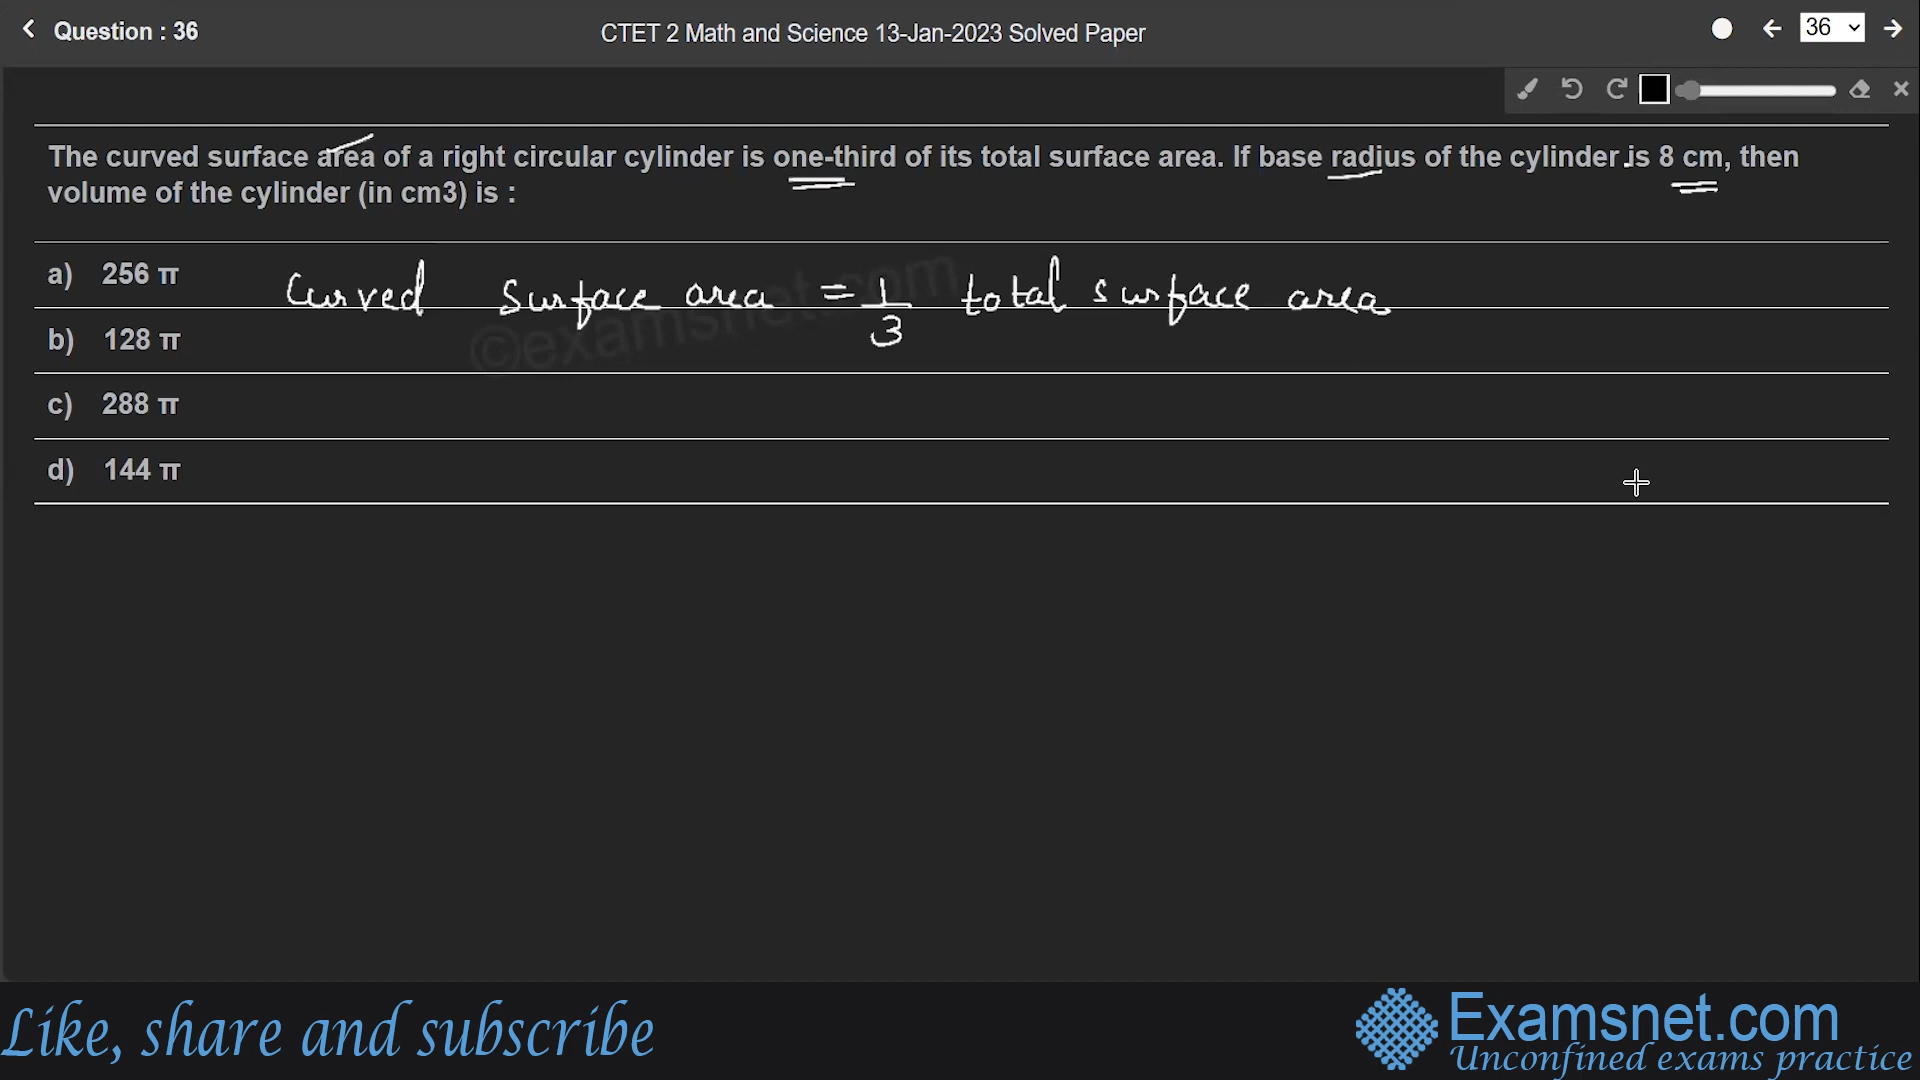 Question : 36
CTET 2 Math and Science 13-Jan-2023 Solved Paper
36
The curved surface area of a right circular cylinder is one-third of its total surface area. If base radius of the cylinder is 8 cm, then
volume of the cylinder (in cm3) is :
a) 256 π
Curved surface area = 1/3 total surface area
b) 128 π
©examsnet.com
c) 288 π
d) 144 π
Like, share and subscribe
Examsnet.com
Unconfined exams practice